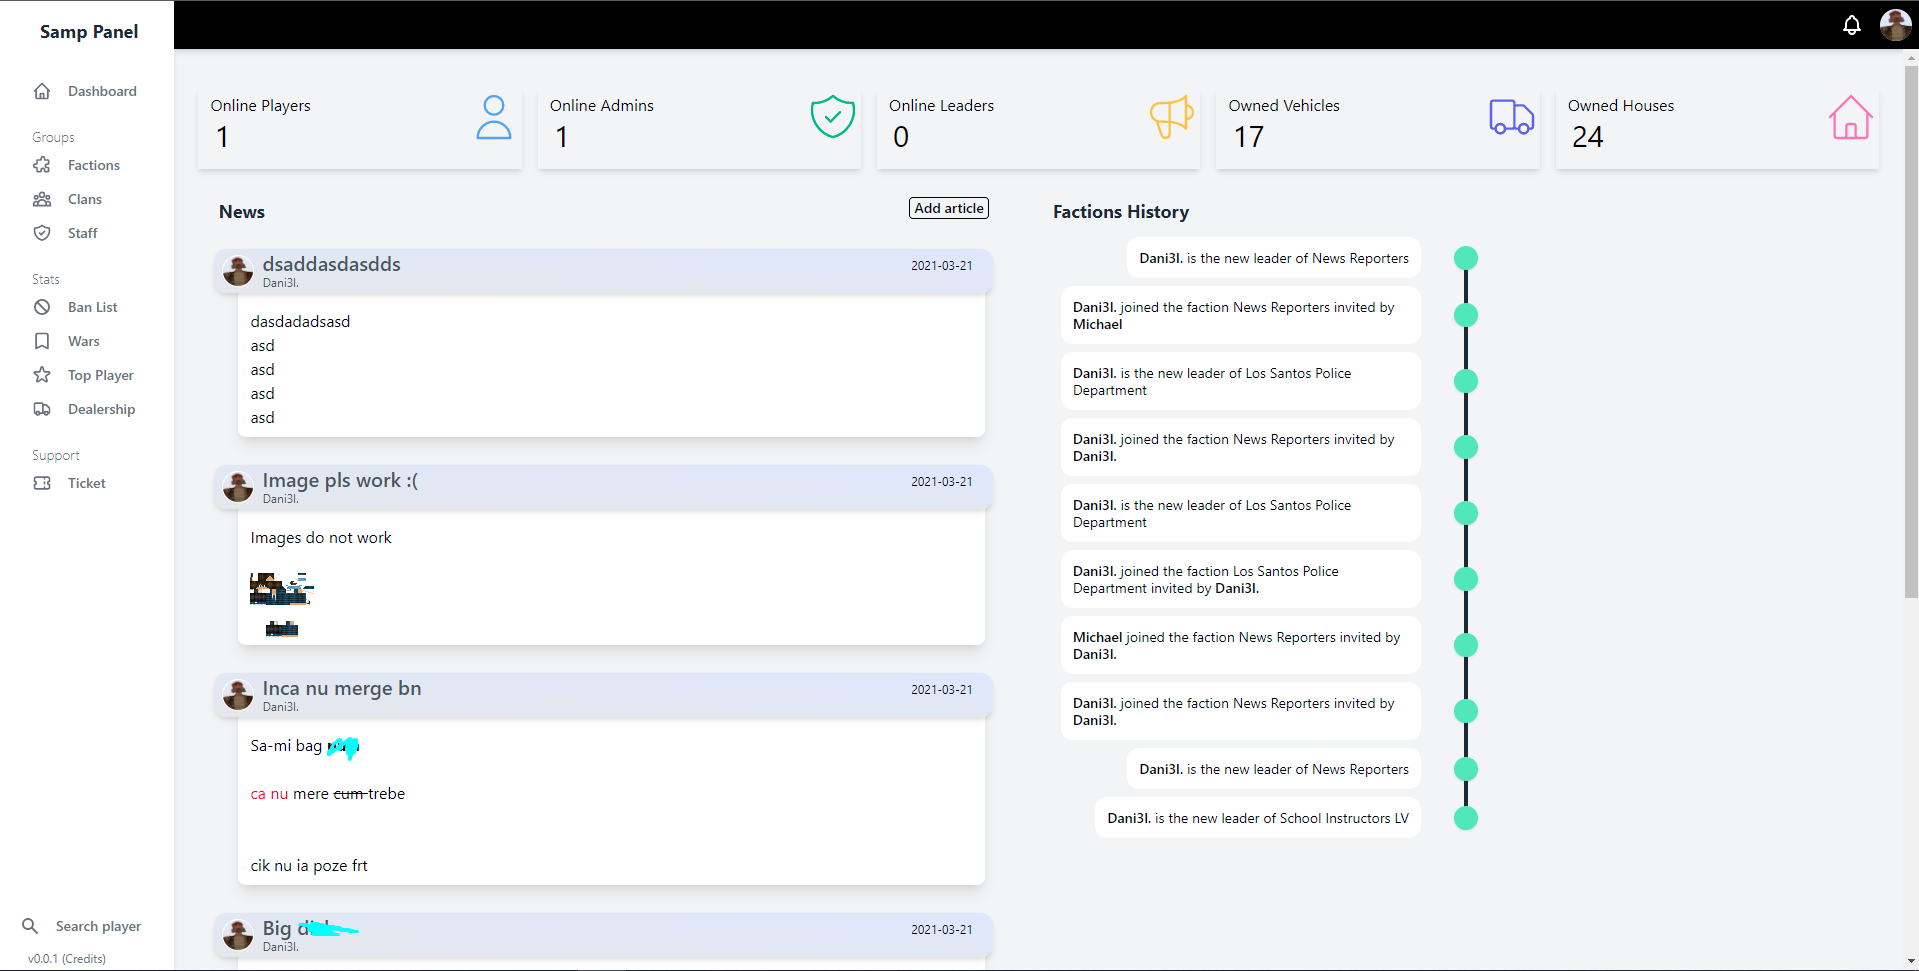 Samp Panel
Dashboard
Groups
Factions
Clans
Staff
Stats
Ban List
Wars
Top Player
Dealership
Support
Ticket
Search player
v0.0.1 (Credits)
Online Players
1
Online Admins
1
Online Leaders
0
Owned Vehicles
17
Owned Houses
24
News
Add article
dsaddasdasdds
Dani3l.
2021-03-21
dasdadadsasd
asd
asd
asd
asd
Image pls work :(
Dani3l.
2021-03-21
Images do not work
Inca nu merge bn
Dani3l.
2021-03-21
Sa-mi bag
ca nu mere cum trebe
cik nu ia poze frt
Big
Dani3l.
2021-03-21
Factions History
Dani3l. is the new leader of News Reporters
Dani3l. joined the faction News Reporters invited by
Michael
Dani3l. is the new leader of Los Santos Police
Department
Dani3l. joined the faction News Reporters invited by
Dani3l.
Dani3l. is the new leader of Los Santos Police
Department
Dani3l. joined the faction Los Santos Police
Department invited by Dani3l.
Michael joined the faction News Reporters invited by
Dani3l.
Dani3l. joined the faction News Reporters invited by
Dani3l.
Dani3l. is the new leader of News Reporters
Dani3l. is the new leader of School Instructors LV